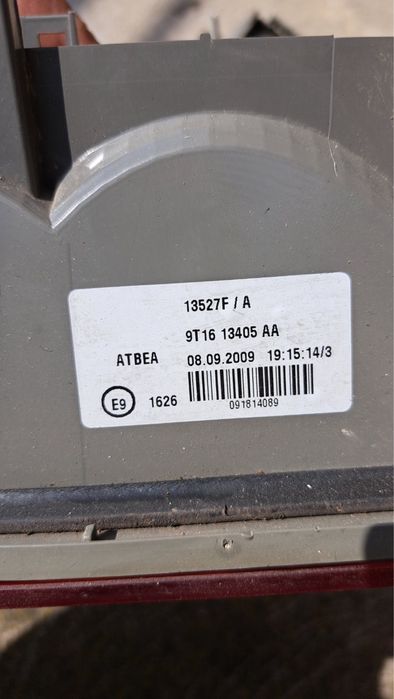 13527F / A
9T16 13405 AA
ATBEA 08.09.2009 19:15:14/3
E9 1626
091814089